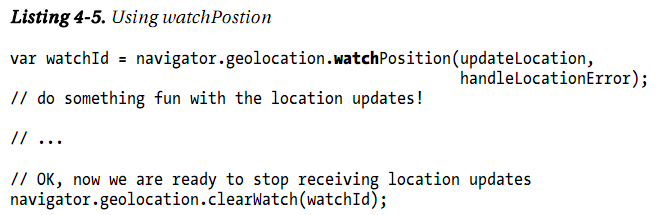 Listing 4-5. Using watchPostion
var watchId = navigator.geolocation.watchPosition(updateLocation,
handleLocationError);
// do something fun with the location updates!
// ...
// OK, now we are ready to stop receiving location updates
navigator.geolocation.clearWatch(watchId);